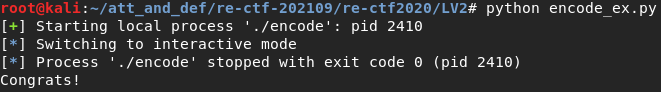 root@kali:~/att_and_def/re-ctf-202109/re-ctf2020/LV2# python encode_ex.py
[+] Starting local process './encode': pid 2410
[*] Switching to interactive mode
[*] Process './encode' stopped with exit code 0 (pid 2410)
Congrats!